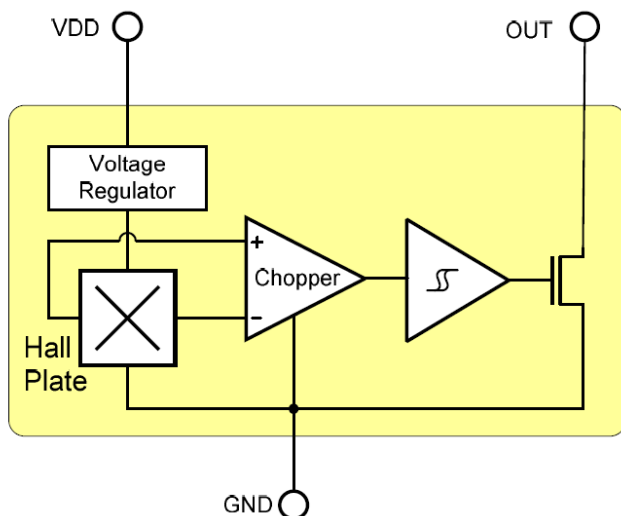 VDD
OUT
Voltage
Regulator
+
Chopper
−
Hall
Plate
GND